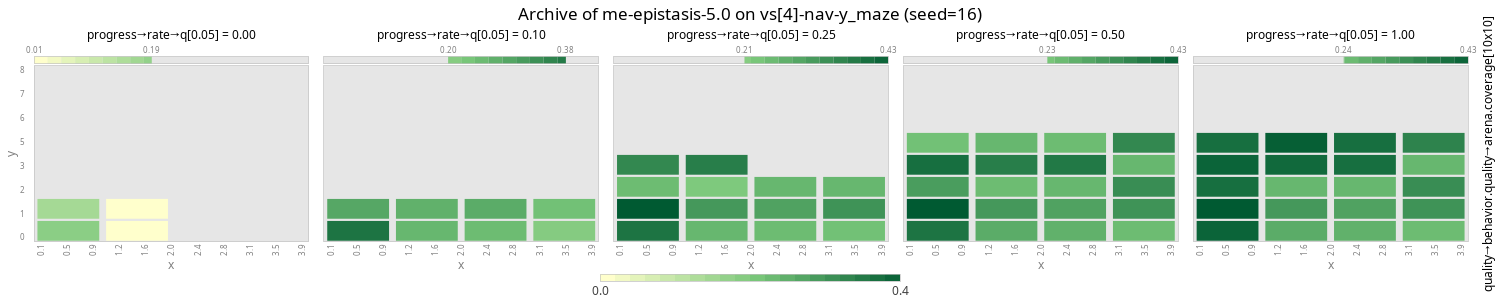 Archive of me-epistasis-5.0 on vs[4]-nav-y_maze (seed=16)
progress→rate→q[0.05] = 0.00
progress→rate→q[0.05] = 0.10
progress→rate→q[0.05] = 0.25
progress→rate→q[0.05] = 0.50
progress→rate→q[0.05] = 1.00
0.01 0.19
0.20 0.38
0.21 0.43
0.23 0.43
0.24 0.43
8
7
6
5
y
3
2
1
0
0.1 0.5 0.9 1.2 1.6 2.0 2.4 2.8 3.1 3.5 3.9
0.1 0.5 0.9 1.2 1.6 2.0 2.4 2.8 3.1 3.5 3.9
0.1 0.5 0.9 1.2 1.6 2.0 2.4 2.8 3.1 3.5 3.9
0.1 0.5 0.9 1.2 1.6 2.0 2.4 2.8 3.1 3.5 3.9
0.1 0.5 0.9 1.2 1.6 2.0 2.4 2.8 3.1 3.5 3.9
x
x
x
x
x
0.0 0.4
quality→behavior.quality→arena.coverage[10x10]